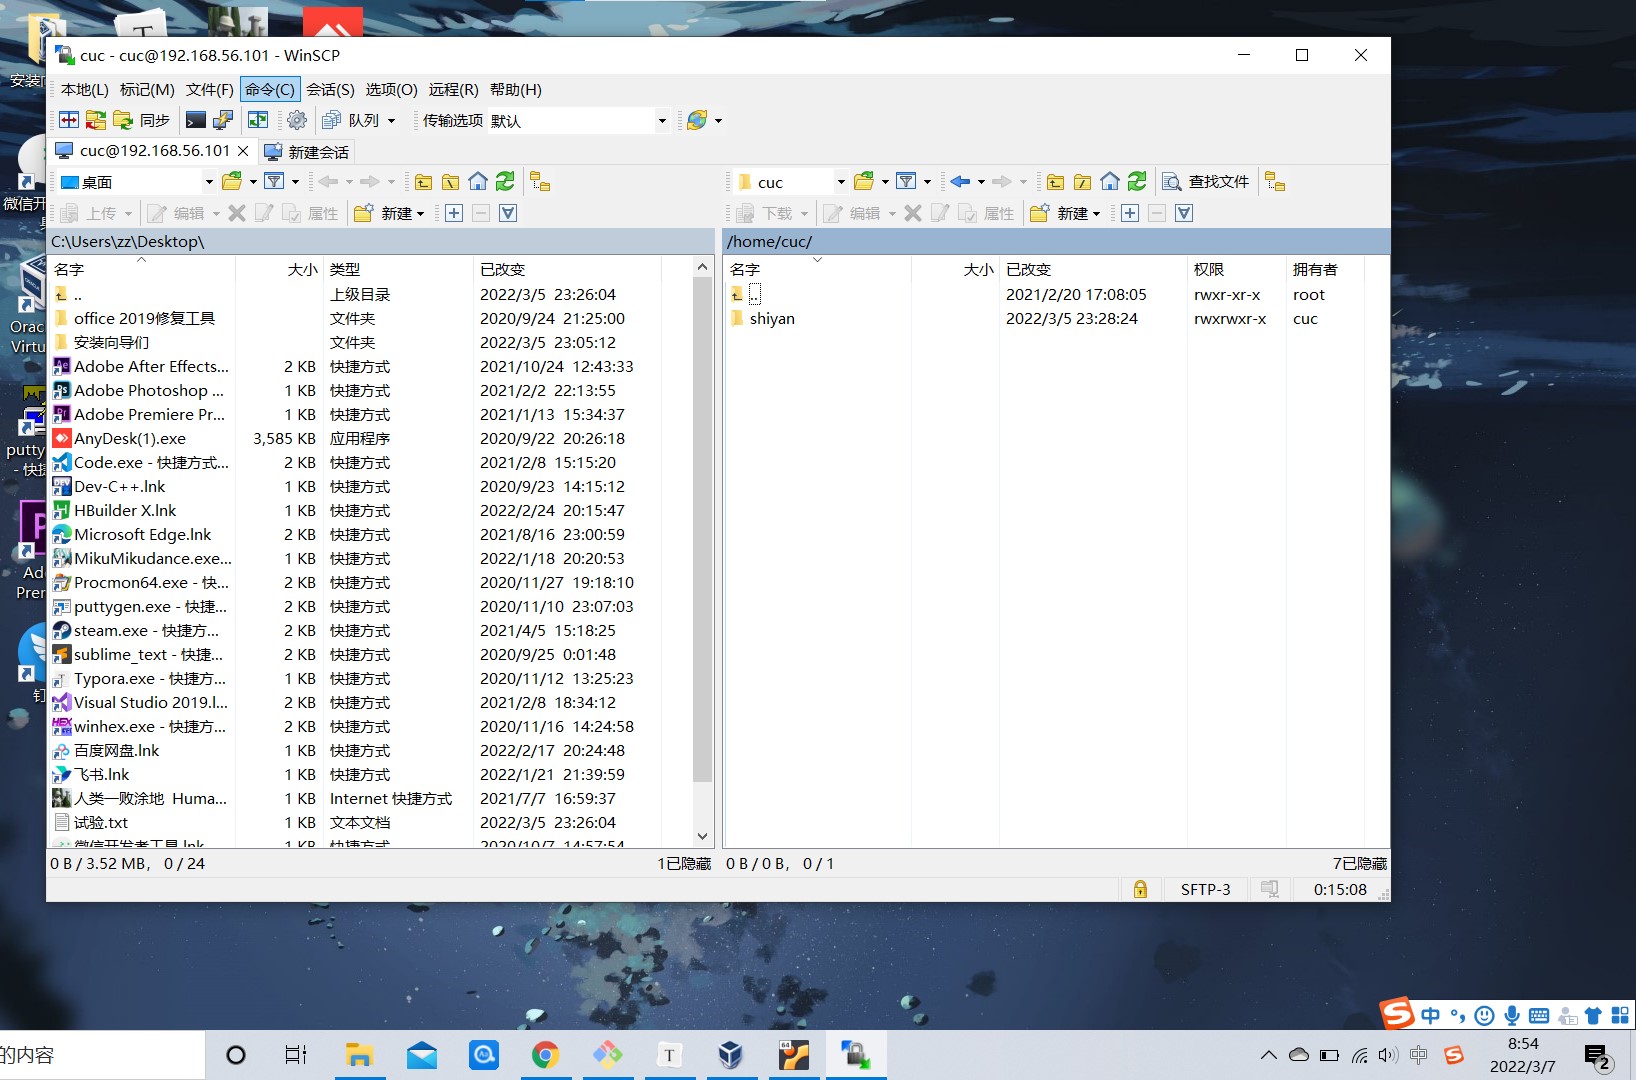 cuc - cuc@192.168.56.101 - WinSCP
本地(L) 标记(M) 文件(F) 命令(C) 会话(S) 选项(O) 远程(R) 帮助(H)
同步 队列 传输选项 默认
cuc@192.168.56.101 新建会话
桌面 cuc 查找文件
上传 编辑 属性 新建 下载 编辑 属性 新建
C:\Users\zz\Desktop\ /home/cuc/
名字 大小 类型 已改变 名字 大小 已改变 权限 拥有者
.. 上级目录 2022/3/5 23:26:04 .. 2021/2/20 17:08:05 rwxr-xr-x root
office 2019修复工具 文件夹 2020/9/24 21:25:00 shiyan 2022/3/5 23:28:24 rwxrwxr-x cuc
安装向导们 文件夹 2022/3/5 23:05:12
Adobe After Effects... 2 KB 快捷方式 2021/10/24 12:43:33
Adobe Photoshop ... 1 KB 快捷方式 2021/2/2 22:13:55
Adobe Premiere Pr... 1 KB 快捷方式 2021/1/13 15:34:37
AnyDesk(1).exe 3,585 KB 应用程序 2020/9/22 20:26:18
Code.exe - 快捷方式... 2 KB 快捷方式 2021/2/8 15:15:20
Dev-C++.lnk 1 KB 快捷方式 2020/9/23 14:15:12
HBuilder X.lnk 1 KB 快捷方式 2022/2/24 20:15:47
Microsoft Edge.lnk 2 KB 快捷方式 2021/8/16 23:00:59
MikuMikudance.exe... 1 KB 快捷方式 2022/1/18 20:20:53
Procmon64.exe - 快... 2 KB 快捷方式 2020/11/27 19:18:10
puttygen.exe - 快捷... 2 KB 快捷方式 2020/11/10 23:07:03
steam.exe - 快捷方... 2 KB 快捷方式 2021/4/5 15:18:25
sublime_text - 快捷... 2 KB 快捷方式 2020/9/25 0:01:48
Typora.exe - 快捷方... 1 KB 快捷方式 2020/11/12 13:25:23
Visual Studio 2019.l... 2 KB 快捷方式 2021/2/8 18:34:12
winhex.exe - 快捷方... 2 KB 快捷方式 2020/11/16 14:24:58
百度网盘.lnk 1 KB 快捷方式 2022/2/17 20:24:48
飞书.lnk 1 KB 快捷方式 2022/1/21 21:39:59
人类一败涂地 Huma... 1 KB Internet 快捷方式 2021/7/7 16:59:37
试验.txt 1 KB 文本文档 2022/3/5 23:26:04
微信开发者工具.lnk 1 KB 快捷方式 2020/10/7 14:57:54
0 B / 3.52 MB, 0 / 24 1已隐藏 0 B / 0 B, 0 / 1 7已隐藏
SFTP-3 0:15:08
安装
微信开
Orac
Virtu
putty
- 快捷
Ad
Prer
钉
中
的内容
中
8:54
2022/3/7
2